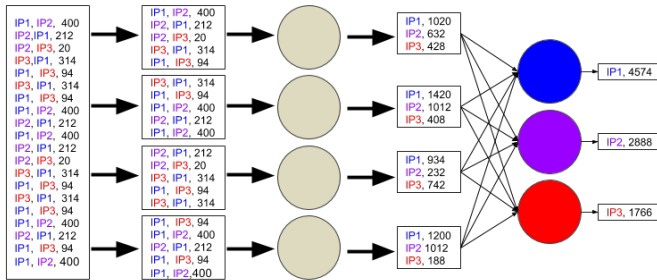 IP1, IP2, 400
IP2,IP1, 212
IP2, IP3, 20
IP3,IP1, 314
IP1, IP3, 94
IP3, IP1, 314
IP1, IP3, 94
IP1, IP2, 400
IP2, IP1, 212
IP1, IP2, 400
IP2, IP1, 212
IP2, IP3, 20
IP3, IP1, 314
IP1, IP3, 94
IP3, IP1, 314
IP1, IP3, 94
IP1, IP2, 400
IP2, IP1, 212
IP1, IP3, 94
IP1, IP2, 400
IP1, IP2, 400
IP2, IP1, 212
IP2, IP3, 20
IP3, IP1, 314
IP1, IP3, 94
IP3, IP1, 314
IP1, IP3, 94
IP1, IP2, 400
IP2, IP1, 212
IP1, IP2, 400
IP2, IP1, 212
IP2, IP3, 20
IP3, IP1, 314
IP1, IP3, 94
IP3, IP1, 314
IP1, IP3, 94
IP1, IP2, 400
IP2, IP1, 212
IP1, IP3, 94
IP1, IP2,400
IP1, 1020
IP2, 632
IP3, 428
IP1, 1420
IP2, 1012
IP3, 408
IP1, 934
IP2, 232
IP3, 742
IP1, 1200
IP2 1012
IP3, 188
IP1, 4574
IP2, 2888
IP3, 1766